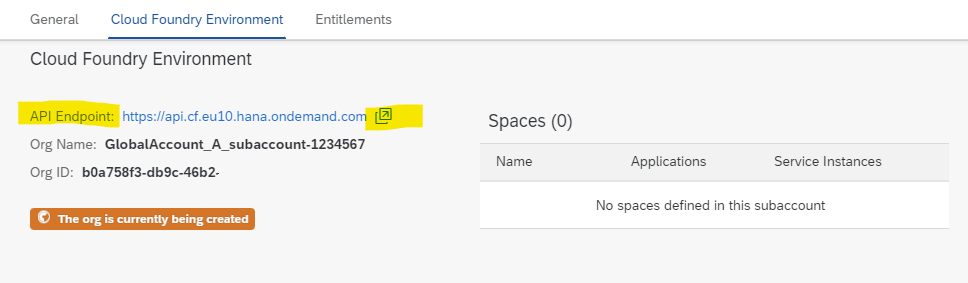 General Cloud Foundry Environment Entitlements
Cloud Foundry Environment
API Endpoint: https://api.cf.eu10.hana.ondemand.com
Org Name: GlobalAccount_A_subaccount-1234567
Org ID: b0a758f3-db9c-46b2-
The org is currently being created
Spaces (0)
Name Applications Service Instances
No spaces defined in this subaccount